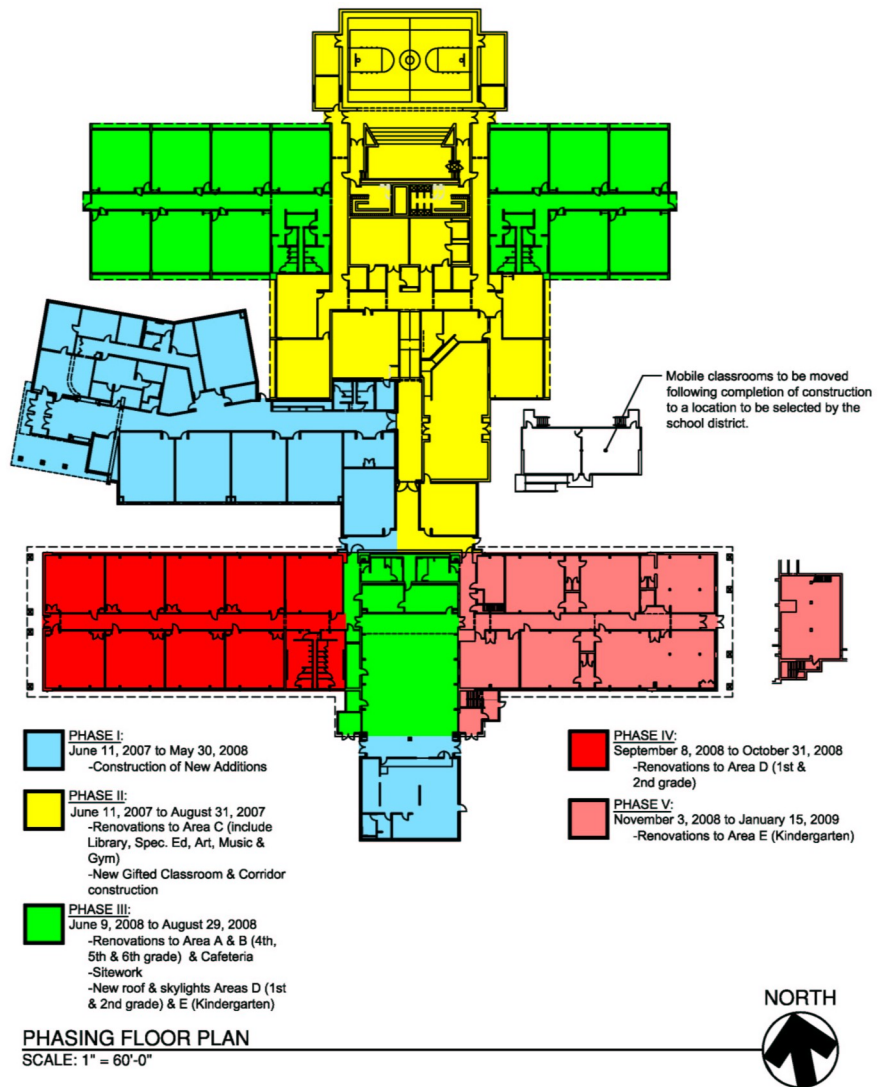 Mobile classrooms to be moved
following completion of construction
to a location to be selected by the
school district.
PHASE I:
June 11, 2007 to May 30, 2008
-Construction of New Additions
PHASE II:
June 11, 2007 to August 31, 2007
-Renovations to Area C (include
Library, Spec. Ed, Art, Music &
Gym)
-New Gifted Classroom & Corridor
construction
PHASE III:
June 9, 2008 to August 29, 2008
-Renovations to Area A & B (4th,
5th & 6th grade) & Cafeteria
-Sitework
-New roof & skylights Areas D (1st
& 2nd grade) & E (Kindergarten)
PHASE IV:
September 8, 2008 to October 31, 2008
-Renovations to Area D (1st &
2nd grade)
PHASE V:
November 3, 2008 to January 15, 2009
-Renovations to Area E (Kindergarten)
PHASING FLOOR PLAN
SCALE: 1" = 60'-0"
NORTH